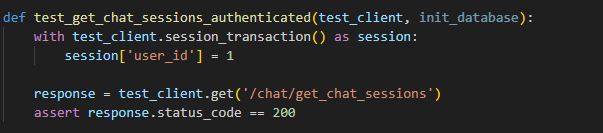 def test_get_chat_sessions_authenticated(test_client, init_database):
    with test_client.session_transaction() as session:
        session['user_id'] = 1

    response = test_client.get('/chat/get_chat_sessions')
    assert response.status_code == 200